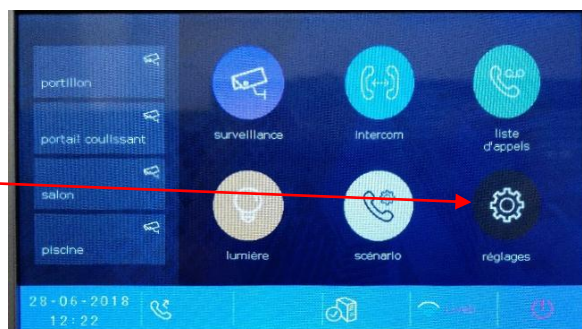 portillon
portail coulissant
salon
piscine
surveillance
intercom
liste
d'appels
lumière
scénario
réglages
28-06-2018
12:22